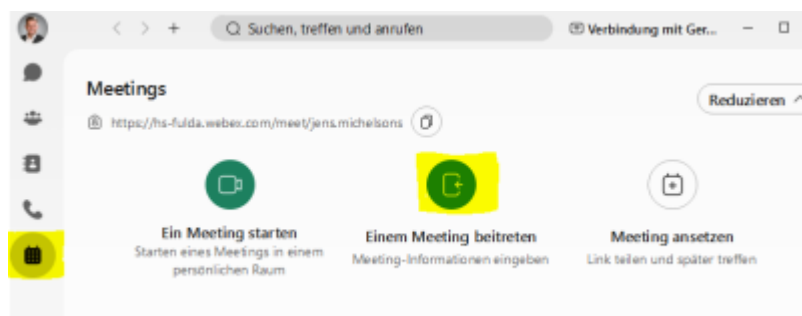 Suchen, treffen und anrufen
Verbindung mit Ger...
Meetings
Reduzieren
https://hs-fulda.webex.com/meet/jens.michelsons
Ein Meeting starten
Starten eines Meetings in einem
persönlichen Raum
Einem Meeting beitreten
Meeting-Informationen eingeben
Meeting ansetzen
Link teilen und später treffen